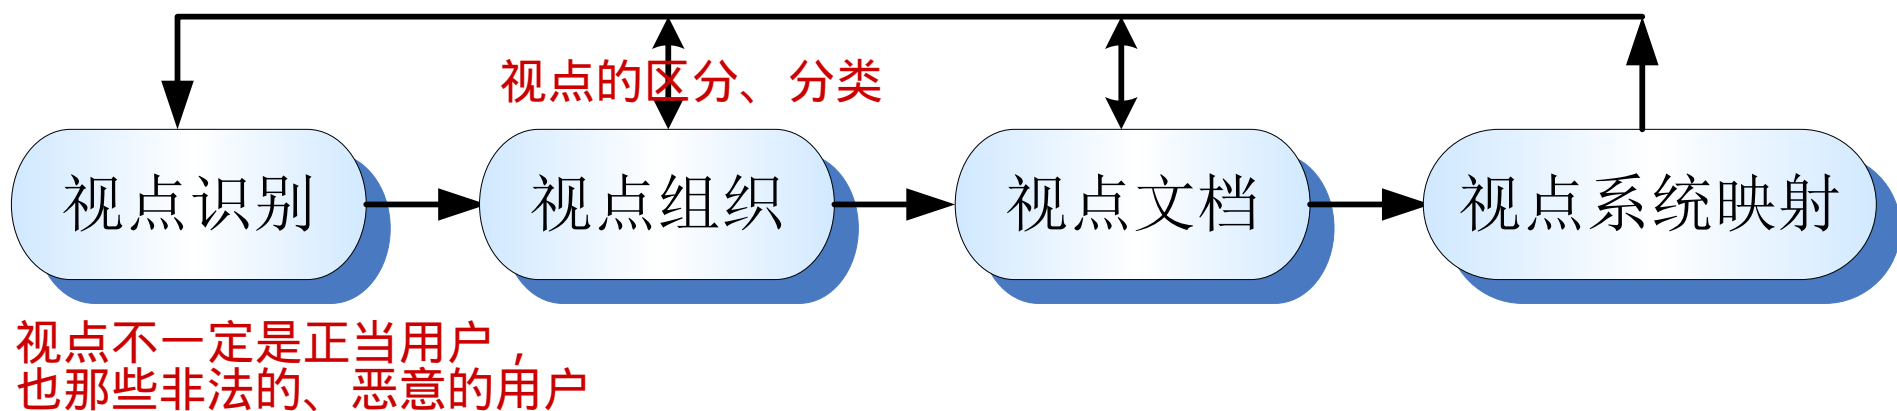 视点的区分、分类
视点识别
视点组织
视点文档
视点系统映射
视点不一定是正当用户，
也那些非法的、恶意的用户